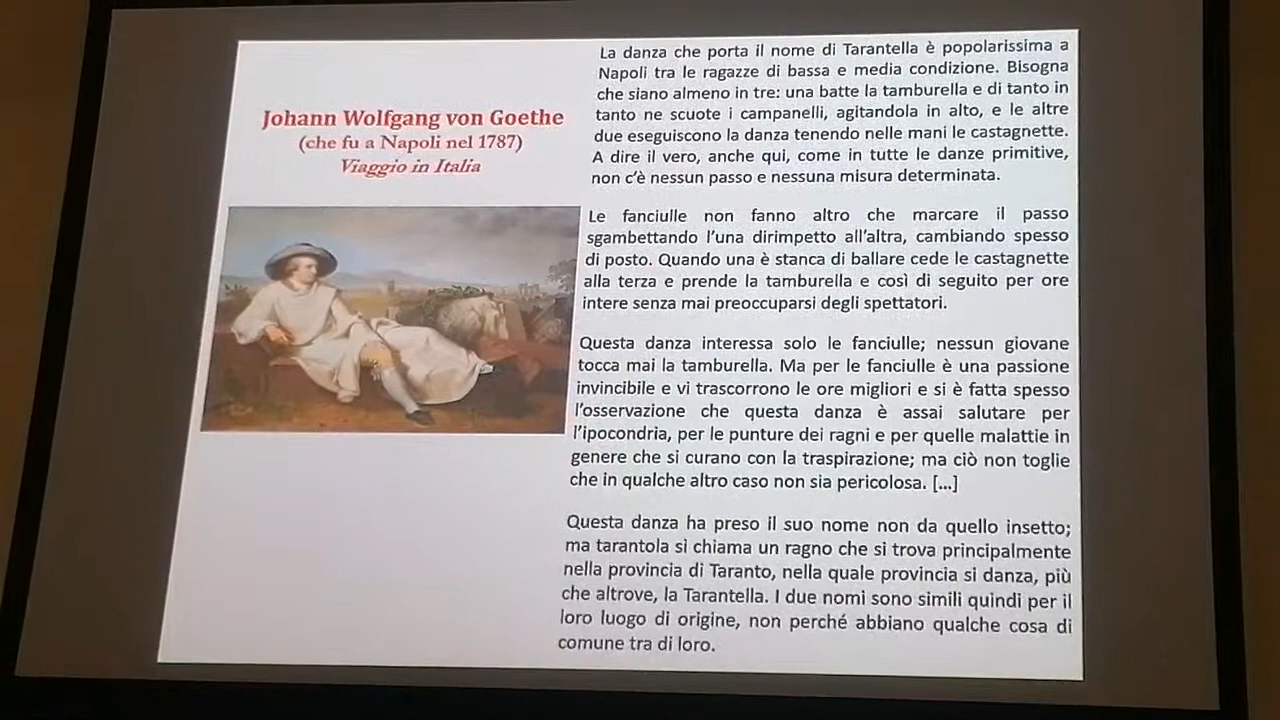 Johann Wolfgang von Goethe
(che fu a Napoli nel 1787)
Viaggio in Italia
La danza che porta il nome di Tarantella è popolarissima a
Napoli tra le ragazze di bassa e media condizione. Bisogna
che siano almeno in tre: una batte la tamburella e di tanto in
tanto ne scuote i campanelli, agitandola in alto, e le altre
due eseguiscono la danza tenendo nelle mani le castagnette.
A dire il vero, anche qui, come in tutte le danze primitive,
non c'è nessun passo e nessuna misura determinata.
Le fanciulle non fanno altro che marcare il passo
sgambettando l'una dirimpetto all'altra, cambiando spesso
di posto. Quando una è stanca di ballare cede le castagnette
alla terza e prende la tamburella e così di seguito per ore
intere senza mai preoccuparsi degli spettatori.
Questa danza interessa solo le fanciulle; nessun giovane
tocca mai la tamburella. Ma per le fanciulle è una passione
invincibile e vi trascorrono le ore migliori e si è fatta spesso
l'osservazione che questa danza è assai salutare per
l'ipocondria, per le punture dei ragni e per quelle malattie in
genere che si curano con la traspirazione; ma ciò non toglie
che in qualche altro caso non sia pericolosa. [...]
Questa danza ha preso il suo nome non da quello insetto;
ma tarantola si chiama un ragno che si trova principalmente
nella provincia di Taranto, nella quale provincia si danza, più
che altrove, la Tarantella. I due nomi sono simili quindi per il
loro luogo di origine, non perché abbiano qualche cosa di
comune tra di loro.